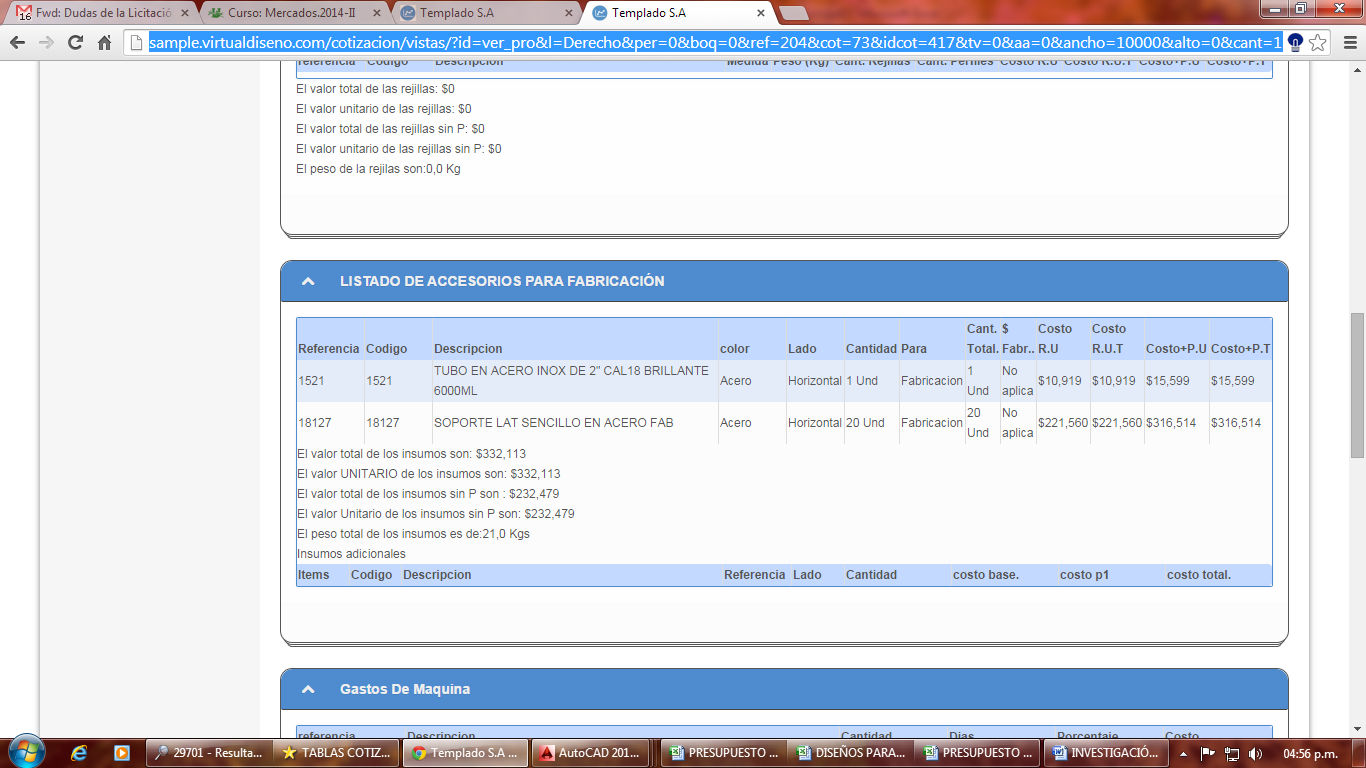 16
Fwd: Dudas de la Licitació
Curso: Mercados.2014-II
Templado S.A
Templado S.A
sample.virtualdiseno.com/cotizacion/vistas/?id=ver_pro&l=Derecho&per=0&boq=0&ref=204&cot=73&idcot=417&tv=0&aa=0&ancho=10000&alto=0&cant=1
Referencia Codigo Descripcion Medida Peso (Kg) Cant. Rejillas Cant. Perfiles Costo R.U Costo R.U.T Costo+P.U Costo+P.T
El valor total de las rejillas: $0
El valor unitario de las rejillas: $0
El valor total de las rejillas sin P: $0
El valor unitario de las rejillas sin P: $0
El peso de la rejilas son:0,0 Kg
LISTADO DE ACCESORIOS PARA FABRICACIÓN
Referencia Codigo Descripcion color Lado Cantidad Para Cant. Total. $ Fabr.. Costo R.U Costo R.U.T Costo+P.U Costo+P.T
1521 1521 TUBO EN ACERO INOX DE 2" CAL18 BRILLANTE 6000ML Acero Horizontal 1 Und Fabricacion 1 Und No aplica $10,919 $10,919 $15,599 $15,599
18127 18127 SOPORTE LAT SENCILLO EN ACERO FAB Acero Horizontal 20 Und Fabricacion 20 Und No aplica $221,560 $221,560 $316,514 $316,514
El valor total de los insumos son: $332,113
El valor UNITARIO de los insumos son: $332,113
El valor total de los insumos sin P son : $232,479
El valor Unitario de los insumos sin P son: $232,479
El peso total de los insumos es de:21,0 Kgs
Insumos adicionales
Items Codigo Descripcion Referencia Lado Cantidad costo base. costo p1 costo total.
Gastos De Maquina
referencia Descripcion Cantidad Dias Porcentaje Costo
29701 - Resulta...
TABLAS COTIZ...
Templado S.A ...
AutoCAD 201...
PRESUPUESTO ...
DISEÑOS PARA...
PRESUPUESTO ...
INVESTIGACIÓ...
04:56 p.m.